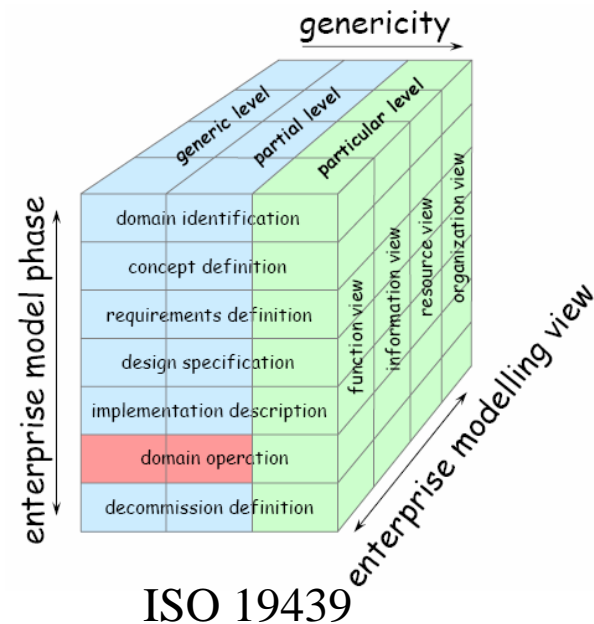 genericity
generic level
partial level
particular level
enterprise model phase
domain identification
concept definition
requirements definition
design specification
implementation description
domain operation
decommission definition
function view
information view
resource view
organization view
enterprise modelling view
ISO 19439